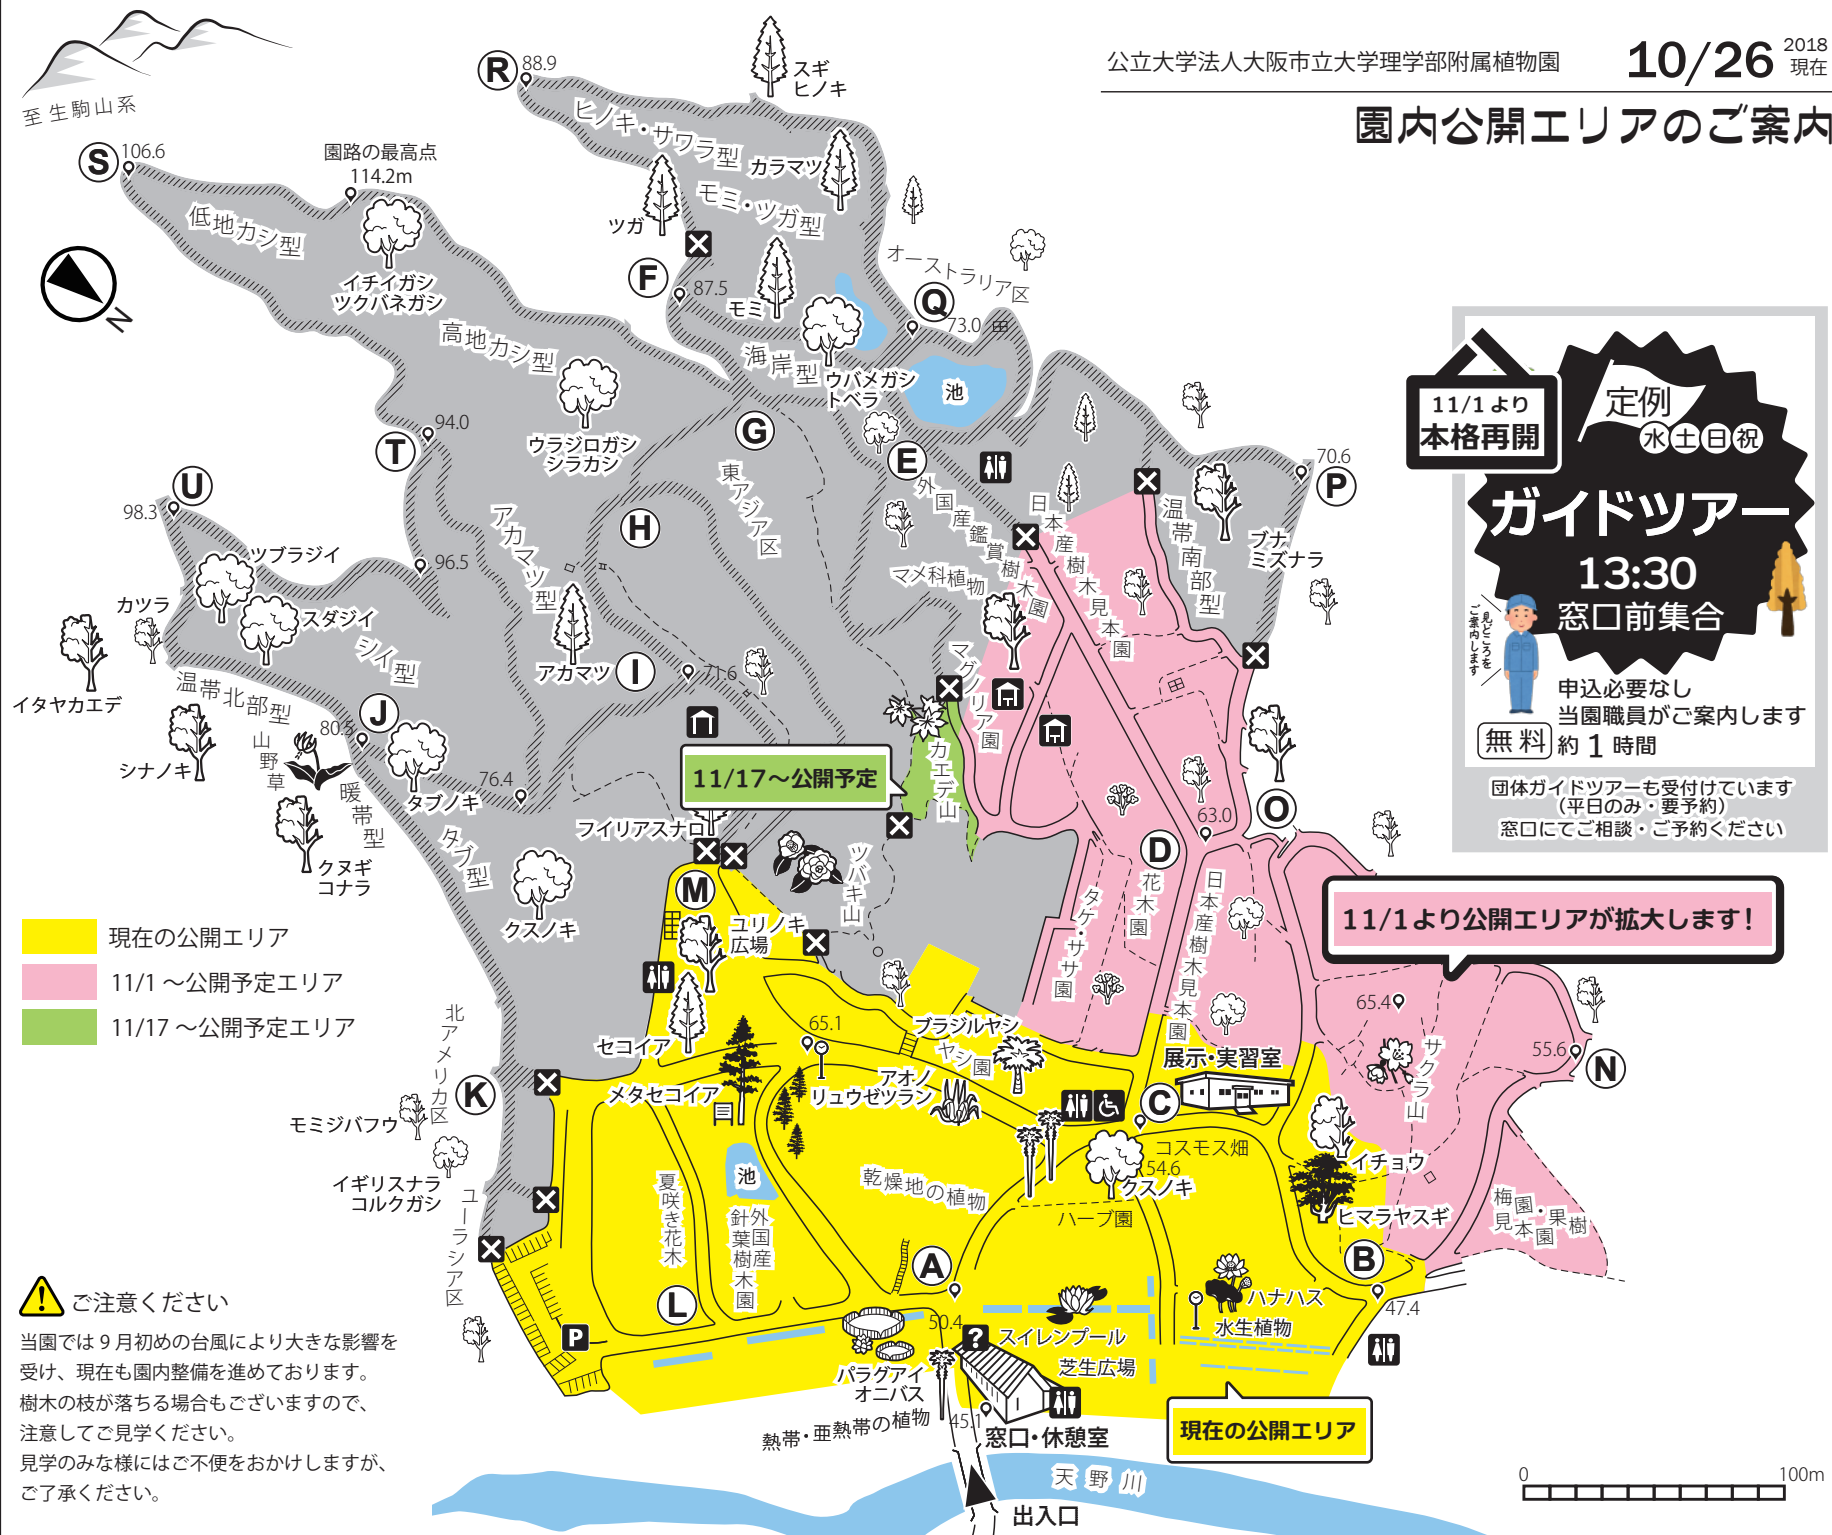 公立大学法人大阪市立大学理学部附属植物園
10/26
2018
現在
園内公開エリアのご案内
至生駒山系
R
88.9
スギ
ヒノキ
ヒノキ・サワラ型
カラマツ
モミ・ツガ型
ツガ
S
106.6
園路の最高点
114.2m
低地カシ型
イチイガシ
ツクバネガシ
N
F
87.5
モミ
オーストラリア区
Q
73.0
高地カシ型
海岸型
ウバメガシ
トベラ
池
ウラジロガシ
シラカシ
T
94.0
G
E
東アジア区
外国産鑑賞樹木園
日本産樹木見本園
温帯南部型
70.6
P
ブナ
ミズナラ
U
98.3
ツブラジイ
96.5
アカマツ型
H
マメ科植物
カツラ
スダジイ
シイ型
イタヤカエデ
アカマツ
I
71.6
マグノリア園
温帯北部型
J
80.5
シナノキ
山野草
暖帯型
タブノキ
76.4
11/17〜公開予定
カエデ山
フイリアスナロ
クヌギ
コナラ
タブ型
クスノキ
M
ユリノキ
広場
ツバキ山
63.0
O
D
花木園
タケ・ササ園
日本産樹木見本園
11/1より
本格再開
定例
水土日祝
ガイドツアー
13:30
窓口前集合
見どころを
ご案内します
申込必要なし
当園職員がご案内します
無料
約 1 時間
団体ガイドツアーも受付けています
(平日のみ・要予約)
窓口にてご相談・ご予約ください
11/1より公開エリアが拡大します!
現在の公開エリア
11/1 〜公開予定エリア
11/17 〜公開予定エリア
65.4
サクラ山
55.6
N
北アメリカ区
K
セコイア
65.1
ブラジルヤシ
ヤシ園
展示・実習室
メタセコイア
アオノ
リュウゼツラン
C
モミジバフウ
コスモス畑
54.6
クスノキ
イチョウ
イギリスナラ
コルクガシ
ユーラシア区
夏咲き花木
池
外国産
針葉樹木園
乾燥地の植物
ハーブ園
ヒマラヤスギ
梅園・果樹
見本園
A
B
L
P
50.4
?
スイレンプール
芝生広場
ハナハス
水生植物
47.4
パラグアイ
オニバス
熱帯・亜熱帯の植物
45.1
窓口・休憩室
現在の公開エリア
天野川
出入口
0
100m
ご注意ください
当園では9月初めの台風により大きな影響を
受け、現在も園内整備を進めております。
樹木の枝が落ちる場合もございますので、
注意してご見学ください。
見学のみな様にはご不便をおかけしますが、
ご了承ください。